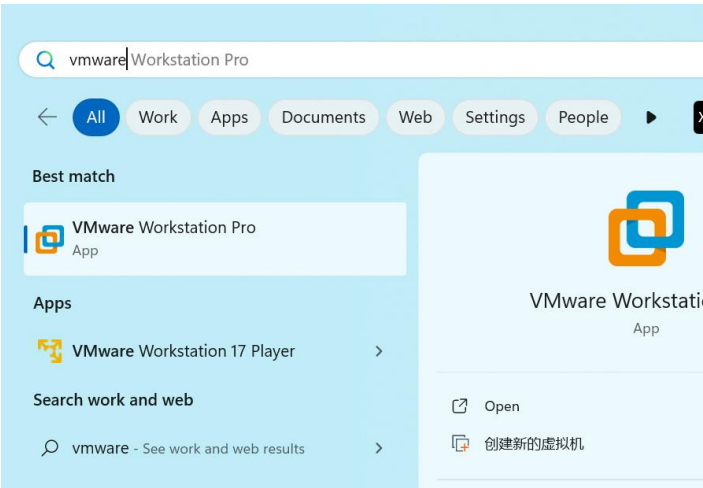 vmware Workstation Pro
All Work Apps Documents Web Settings People
Best match
VMware Workstation Pro
App
Apps
VMware Workstation 17 Player
Search work and web
vmware - See work and web results
VMware Workstati
App
Open
创建新的虚拟机